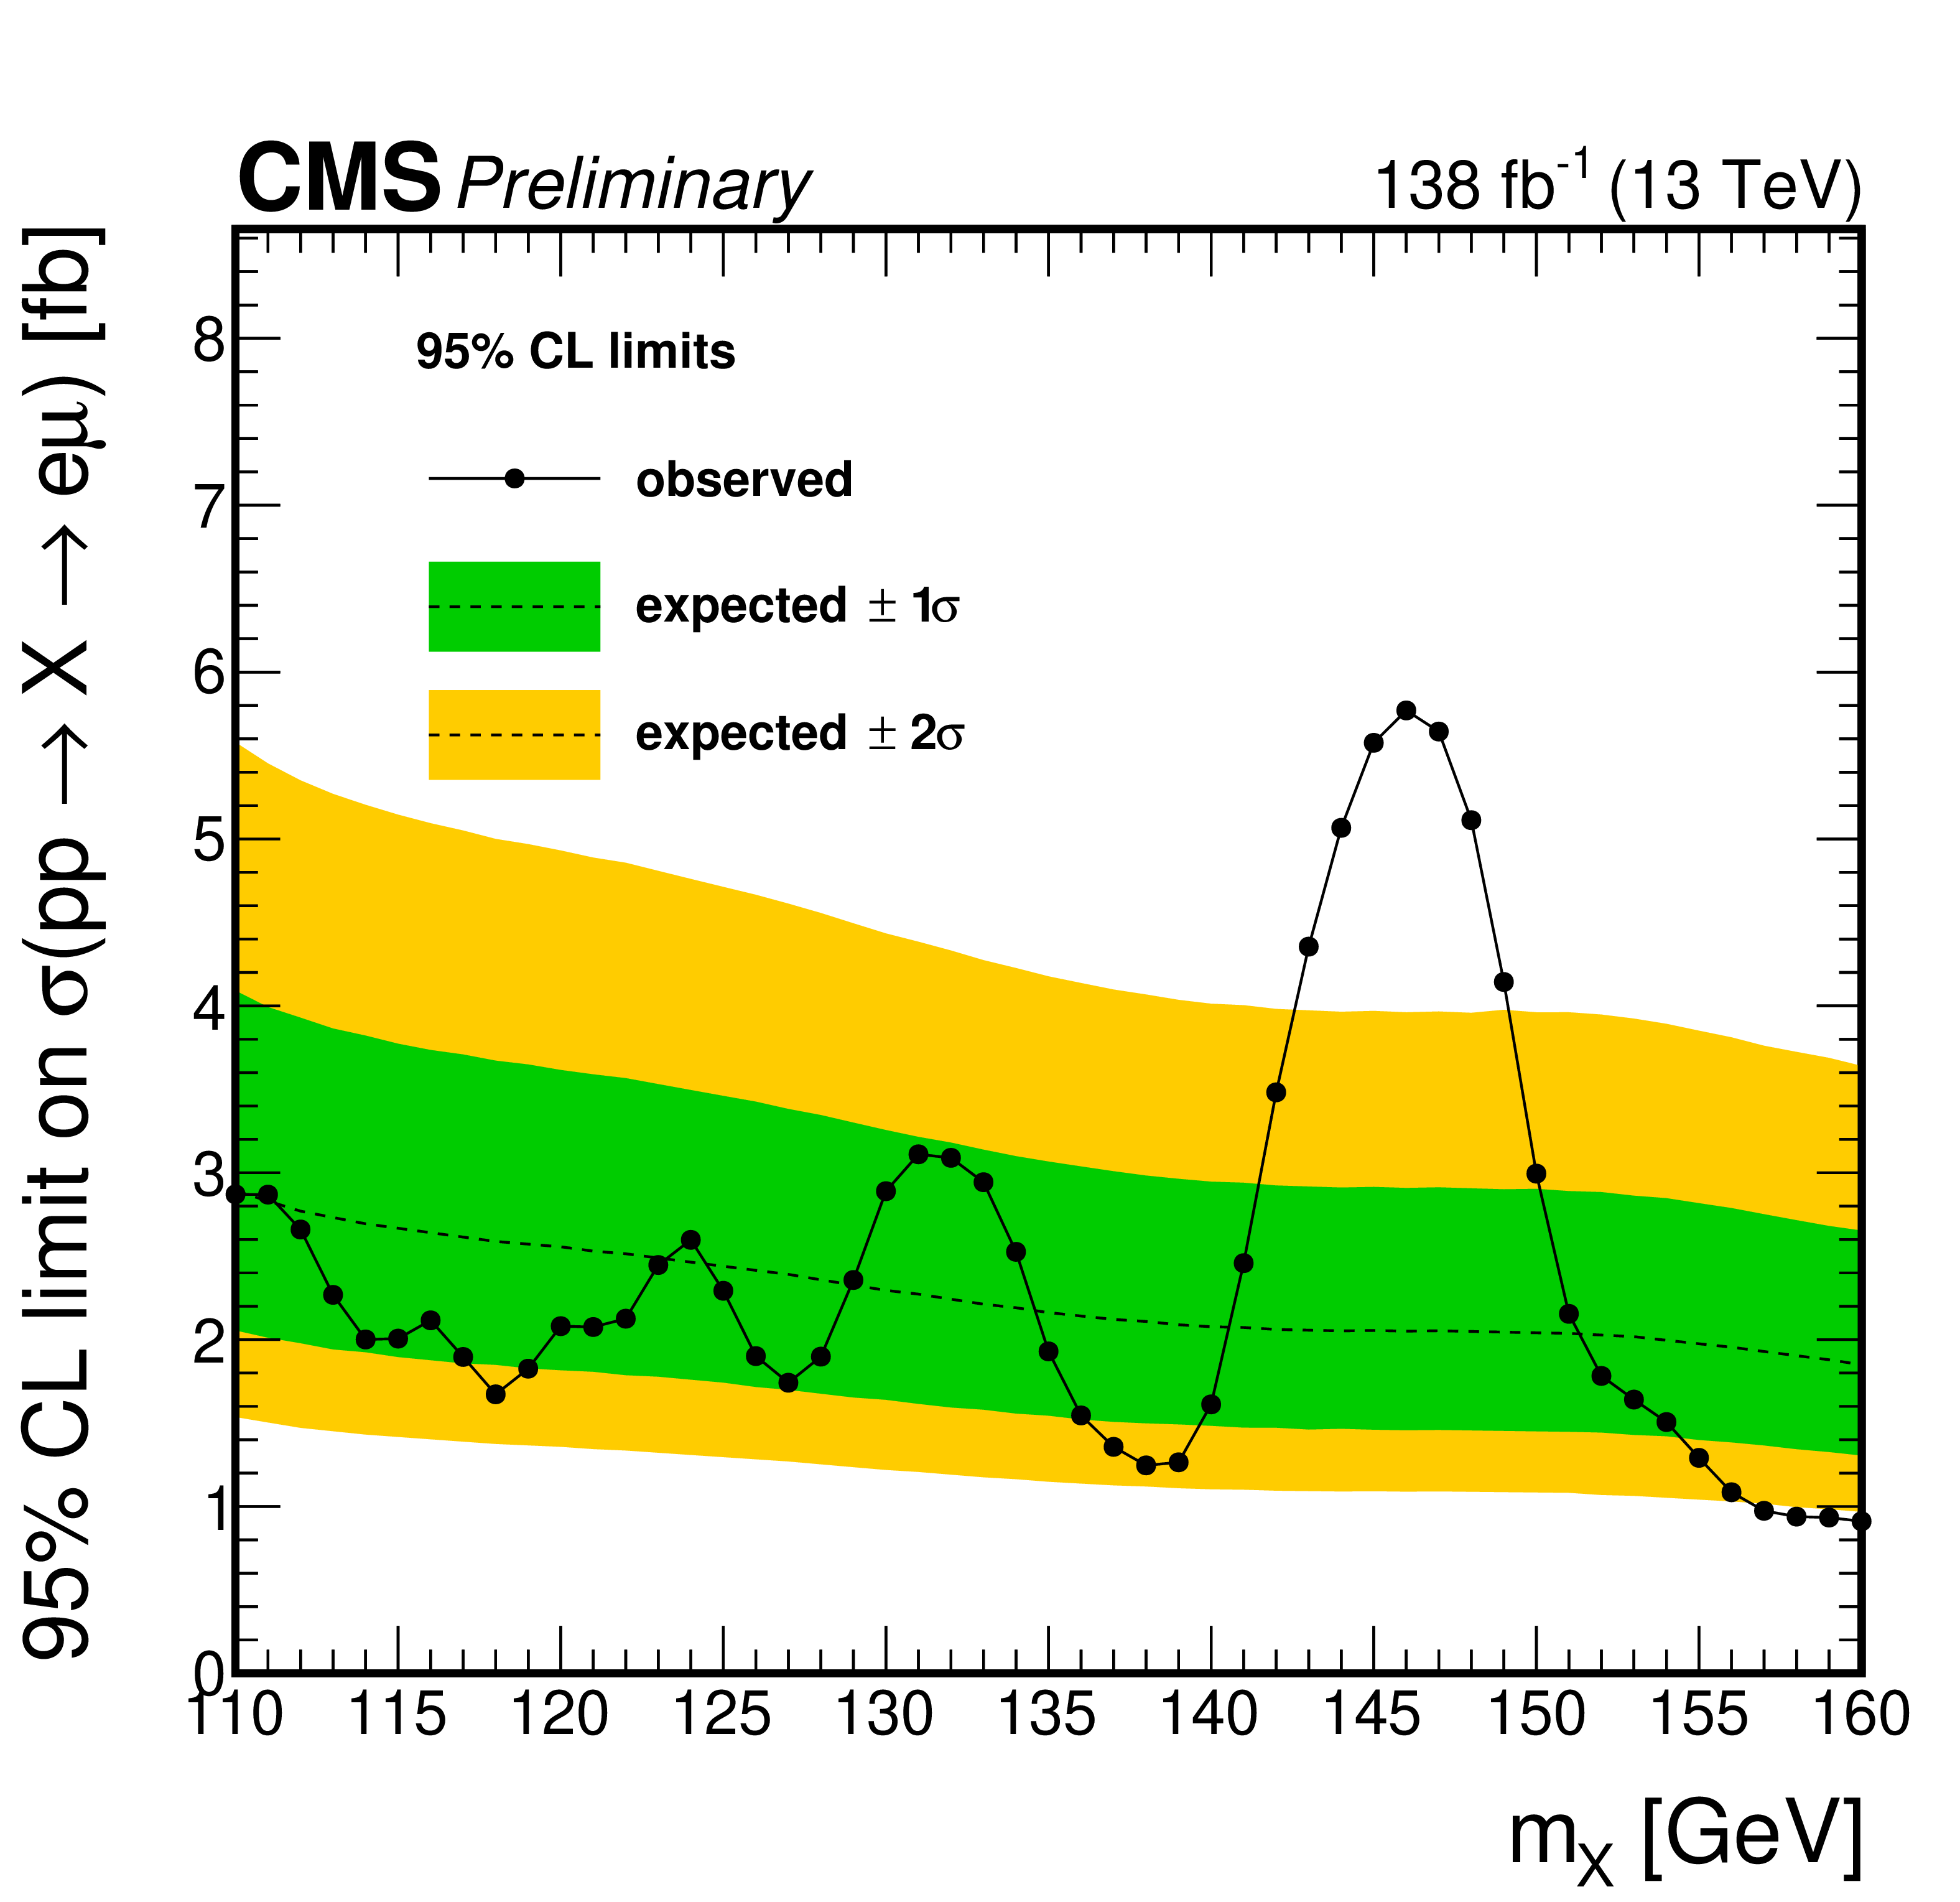 CMS Preliminary
138 fb⁻¹ (13 TeV)
95% CL limit on σ(pp → X → eμ) [fb]
95% CL limits
observed
expected ± 1σ
expected ± 2σ
8
7
6
5
4
3
2
1
0
110 115 120 125 130 135 140 145 150 155 160
m_X [GeV]